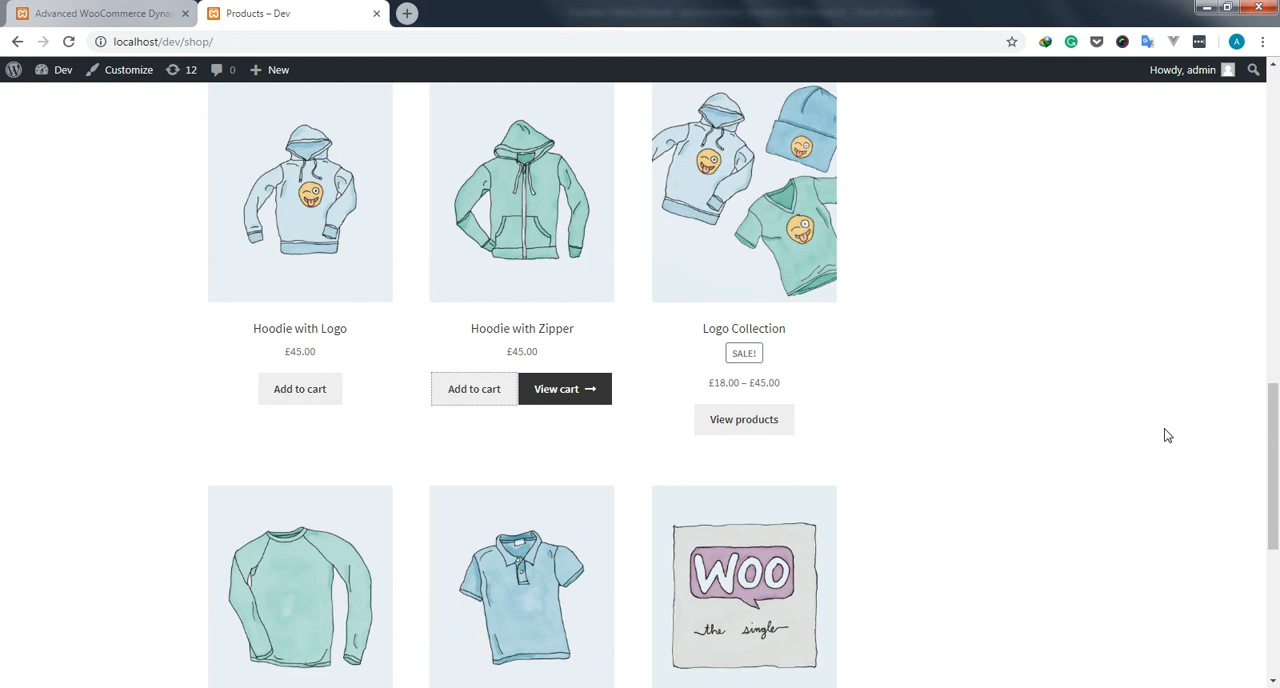 Advanced WooCommerce Dynan
Products – Dev
localhost/dev/shop/
A
Dev
Customize
12
0
New
Howdy, admin
Hoodie with Logo
£45.00
Add to cart
Hoodie with Zipper
£45.00
Add to cart
View cart →
Logo Collection
SALE!
£18.00 – £45.00
View products
WOO
the single